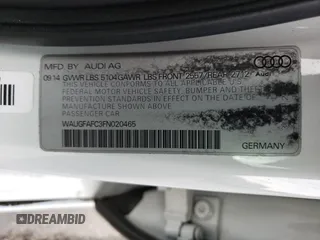 MFD BY: AUDI AG
09/14 GVWR LBS 5104 GAWR LBS FRONT 2567/REAR 2712
THIS VEHICLE CONFORMS TO ALL APPLICABLE
FEDERAL MOTOR VEHICLE SAFETY, BUMPER AND
THEFT PREVENTION STANDARDS IN EFFECT ON
THE DATE OF MANUFACTURE SHOWN ABOVE
PASSENGER CAR
WAUGFAFC3FN020465
Audi
GERMANY
DREAMBID